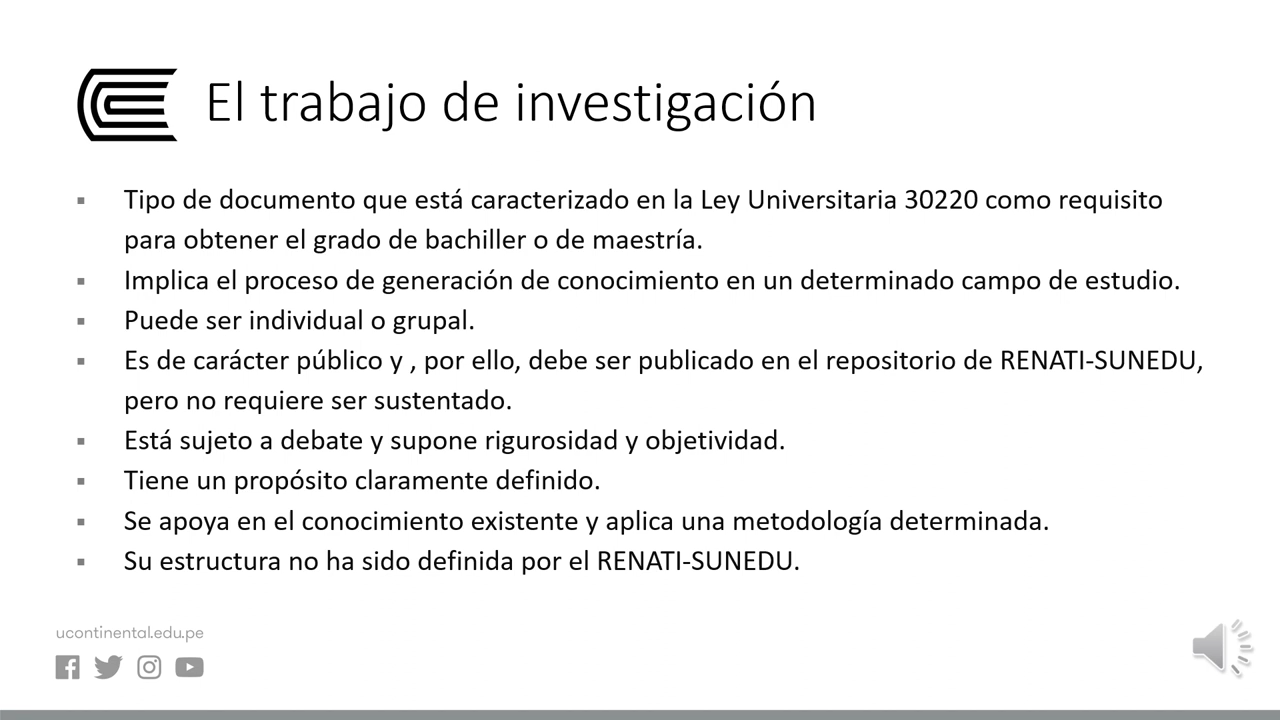 El trabajo de investigación
▪ Tipo de documento que está caracterizado en la Ley Universitaria 30220 como requisito
para obtener el grado de bachiller o de maestría.
▪ Implica el proceso de generación de conocimiento en un determinado campo de estudio.
▪ Puede ser individual o grupal.
▪ Es de carácter público y , por ello, debe ser publicado en el repositorio de RENATI-SUNEDU,
pero no requiere ser sustentado.
▪ Está sujeto a debate y supone rigurosidad y objetividad.
▪ Tiene un propósito claramente definido.
▪ Se apoya en el conocimiento existente y aplica una metodología determinada.
▪ Su estructura no ha sido definida por el RENATI-SUNEDU.
ucontinental.edu.pe